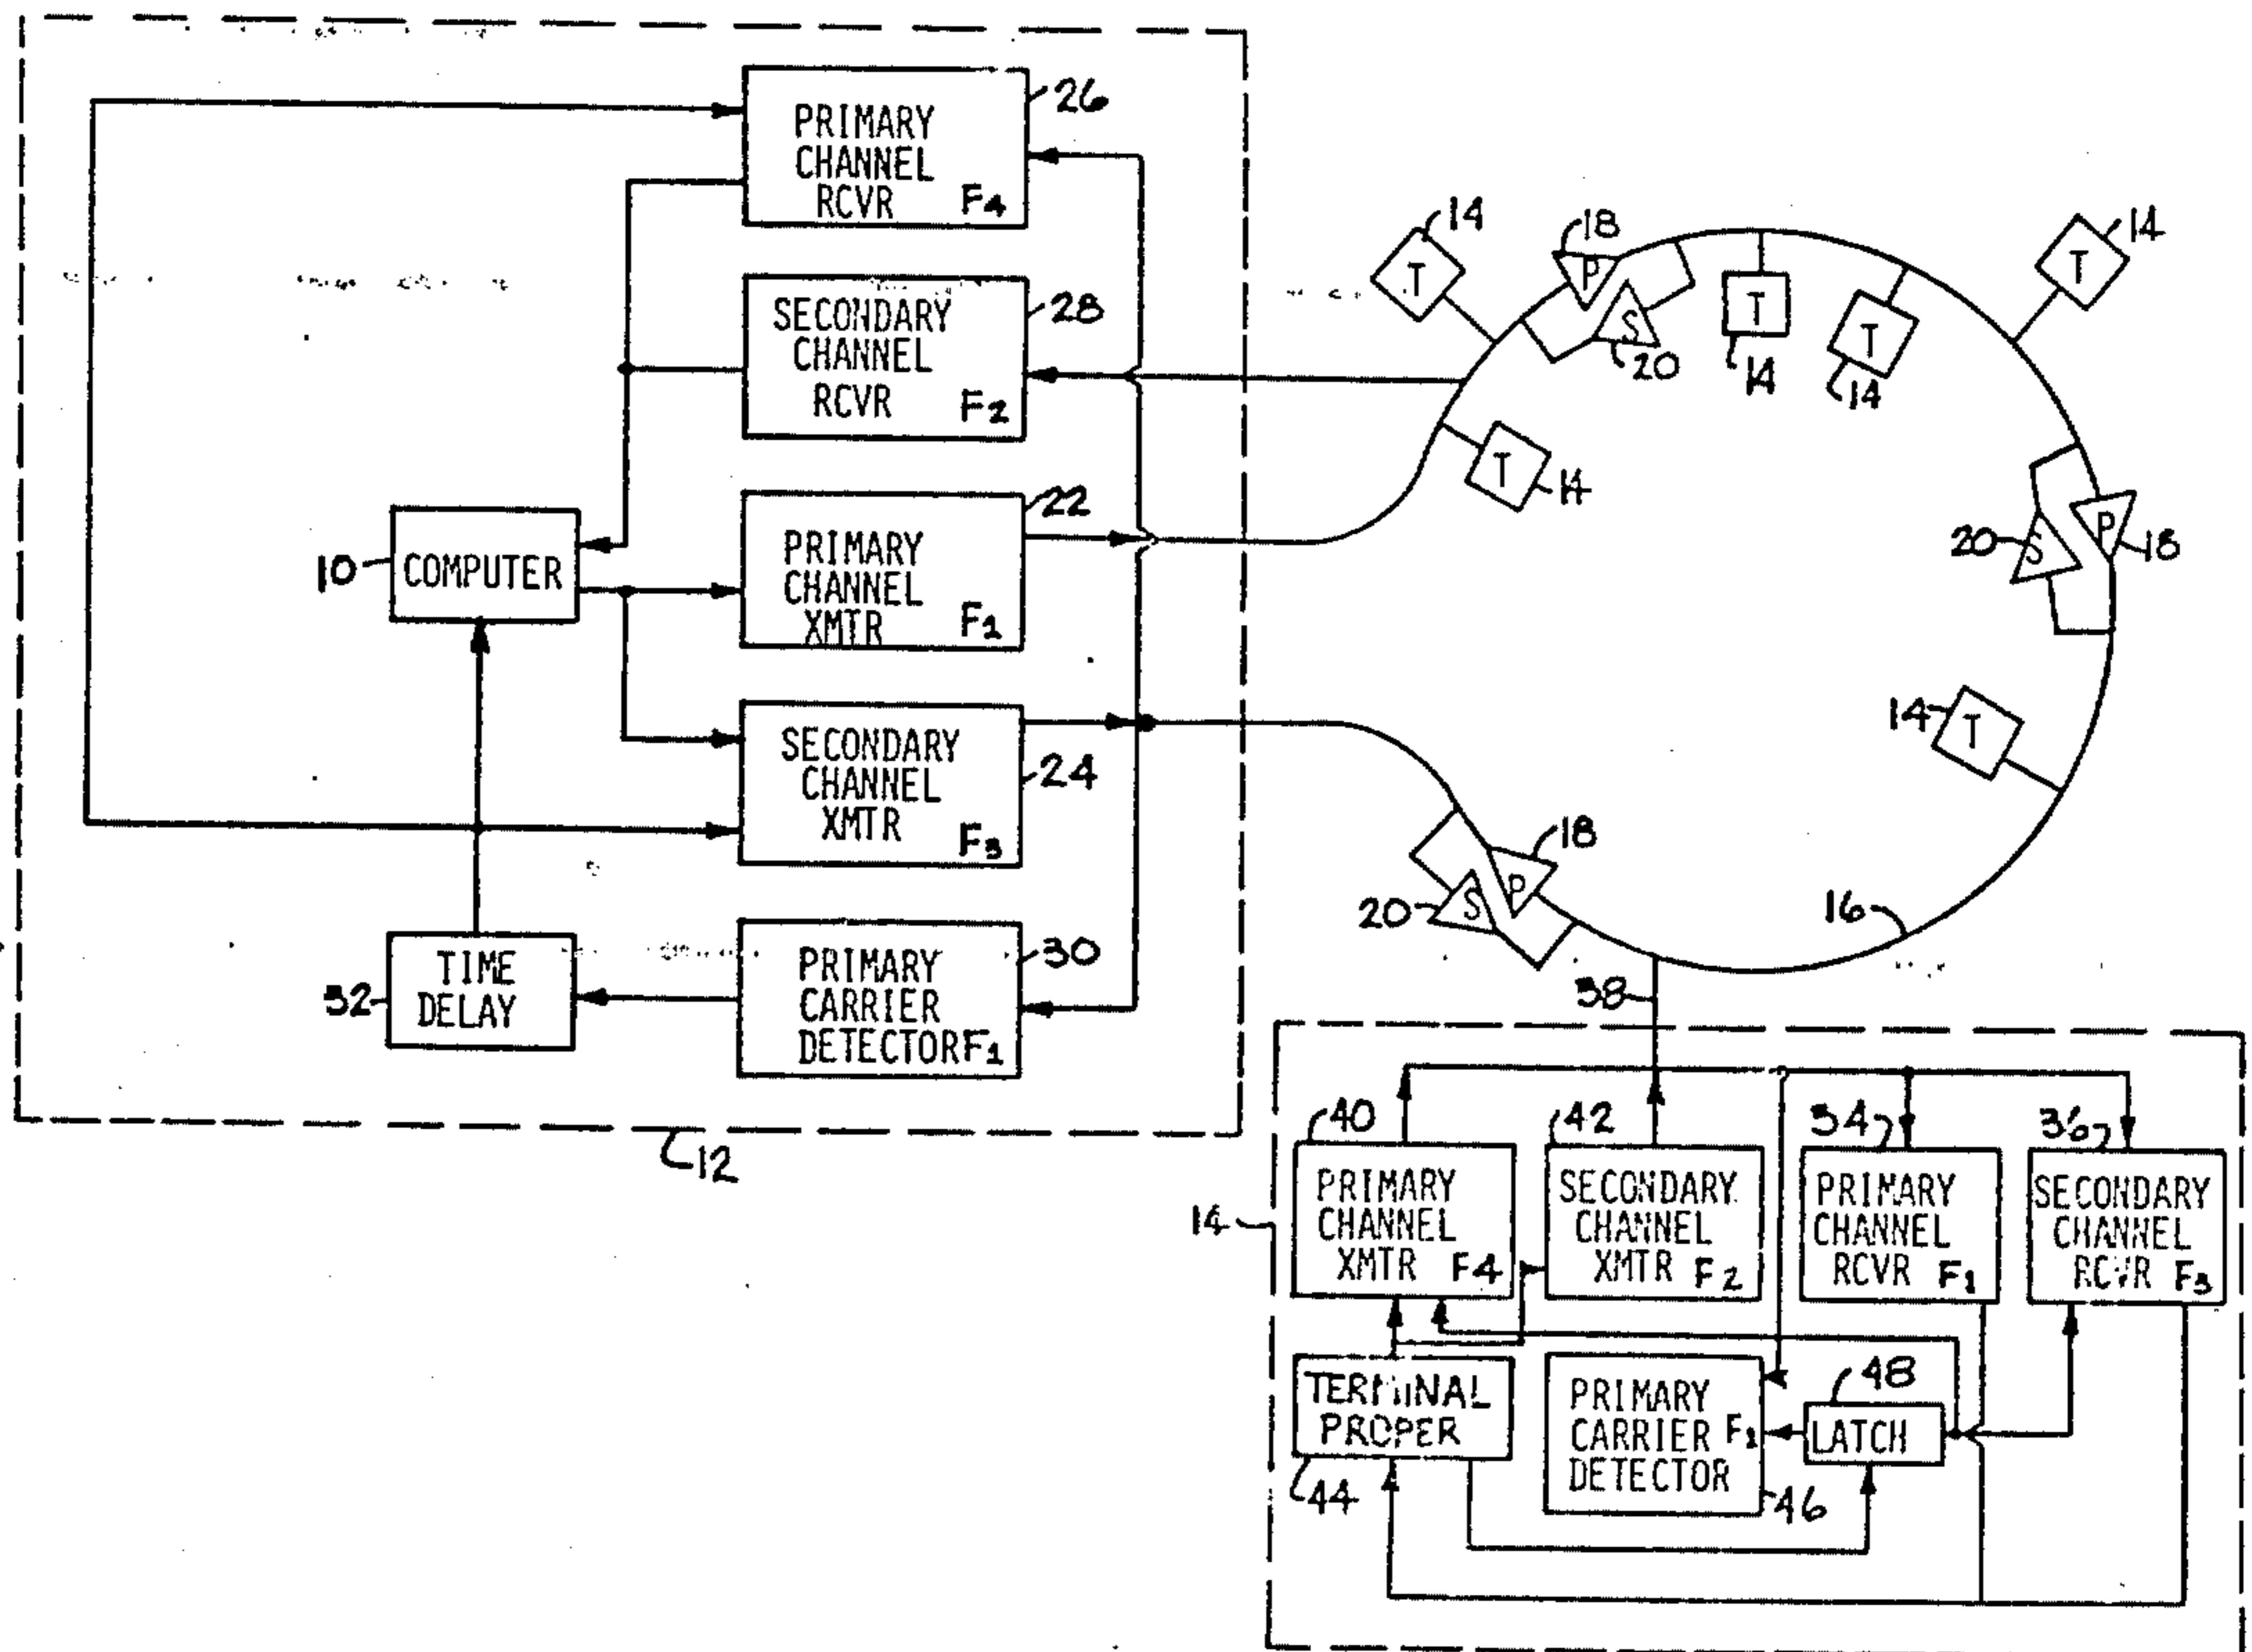 26
PRIMARY
CHANNEL
RCVR F4
28
SECONDARY
CHANNEL
RCVR F2
22
PRIMARY
CHANNEL
XMTR F1
10
COMPUTER
SECONDARY
CHANNEL
XMTR F3
24
32
TIME
DELAY
30
PRIMARY
CARRIER
DETECTOR F1
12
14
T
18
P
S
20
T
14
T
14
T
14
T
14
20
S
P
18
14
T
18
P
20
S
16
38
14
40
PRIMARY
CHANNEL
XMTR F4
42
SECONDARY
CHANNEL
XMTR F2
34
PRIMARY
CHANNEL
RCVR F1
36
SECONDARY
CHANNEL
RCVR F3
TERMINAL
PROPER
44
PRIMARY
CARRIER F1
DETECTOR
46
48
LATCH